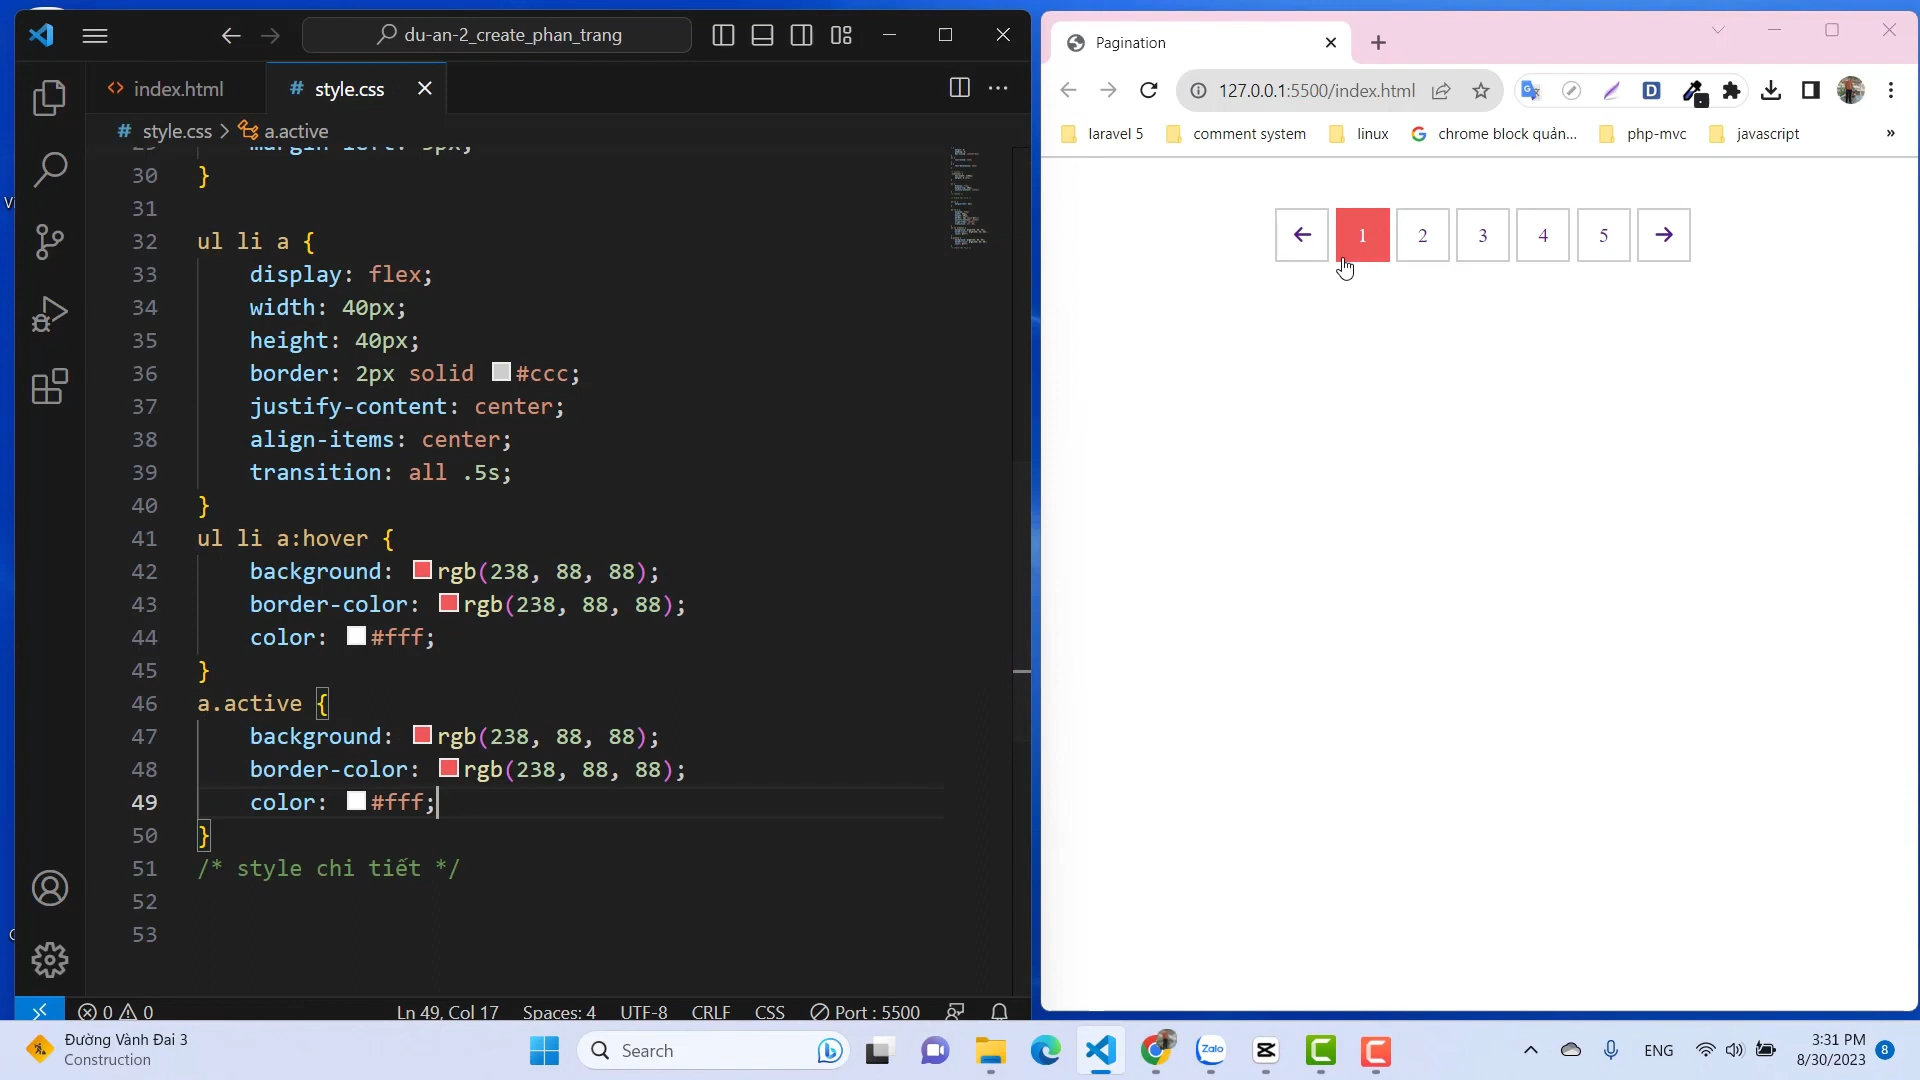 du-an-2_create_phan_trang
index.html
# style.css
# style.css > a.active
30 }
31
32 ul li a {
33 display: flex;
34 width: 40px;
35 height: 40px;
36 border: 2px solid #ccc;
37 justify-content: center;
38 align-items: center;
39 transition: all .5s;
40 }
41 ul li a:hover {
42 background: rgb(238, 88, 88);
43 border-color: rgb(238, 88, 88);
44 color: #fff;
45 }
46 a.active {
47 background: rgb(238, 88, 88);
48 border-color: rgb(238, 88, 88);
49 color: #fff;
50 }
51 /* style chi tiết */
52
53
0 0
Ln 49, Col 17 Spaces: 4 UTF-8 CRLF CSS Port : 5500
Pagination
127.0.0.1:5500/index.html
laravel 5 comment system linux chrome block quản... php-mvc javascript »
← 1 2 3 4 5 →
Đường Vành Đai 3
Construction
Search
Zalo
ENG
3:31 PM
8/30/2023
8